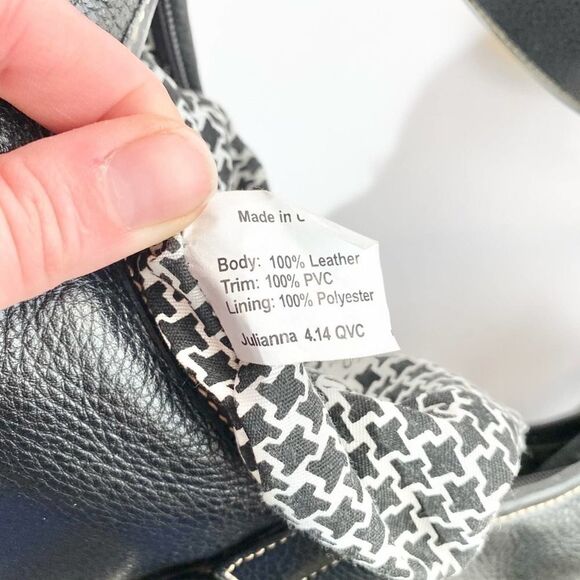 Made in
Body: 100% Leather
Trim: 100% PVC
Lining: 100% Polyester
Julianna 4.14 QVC